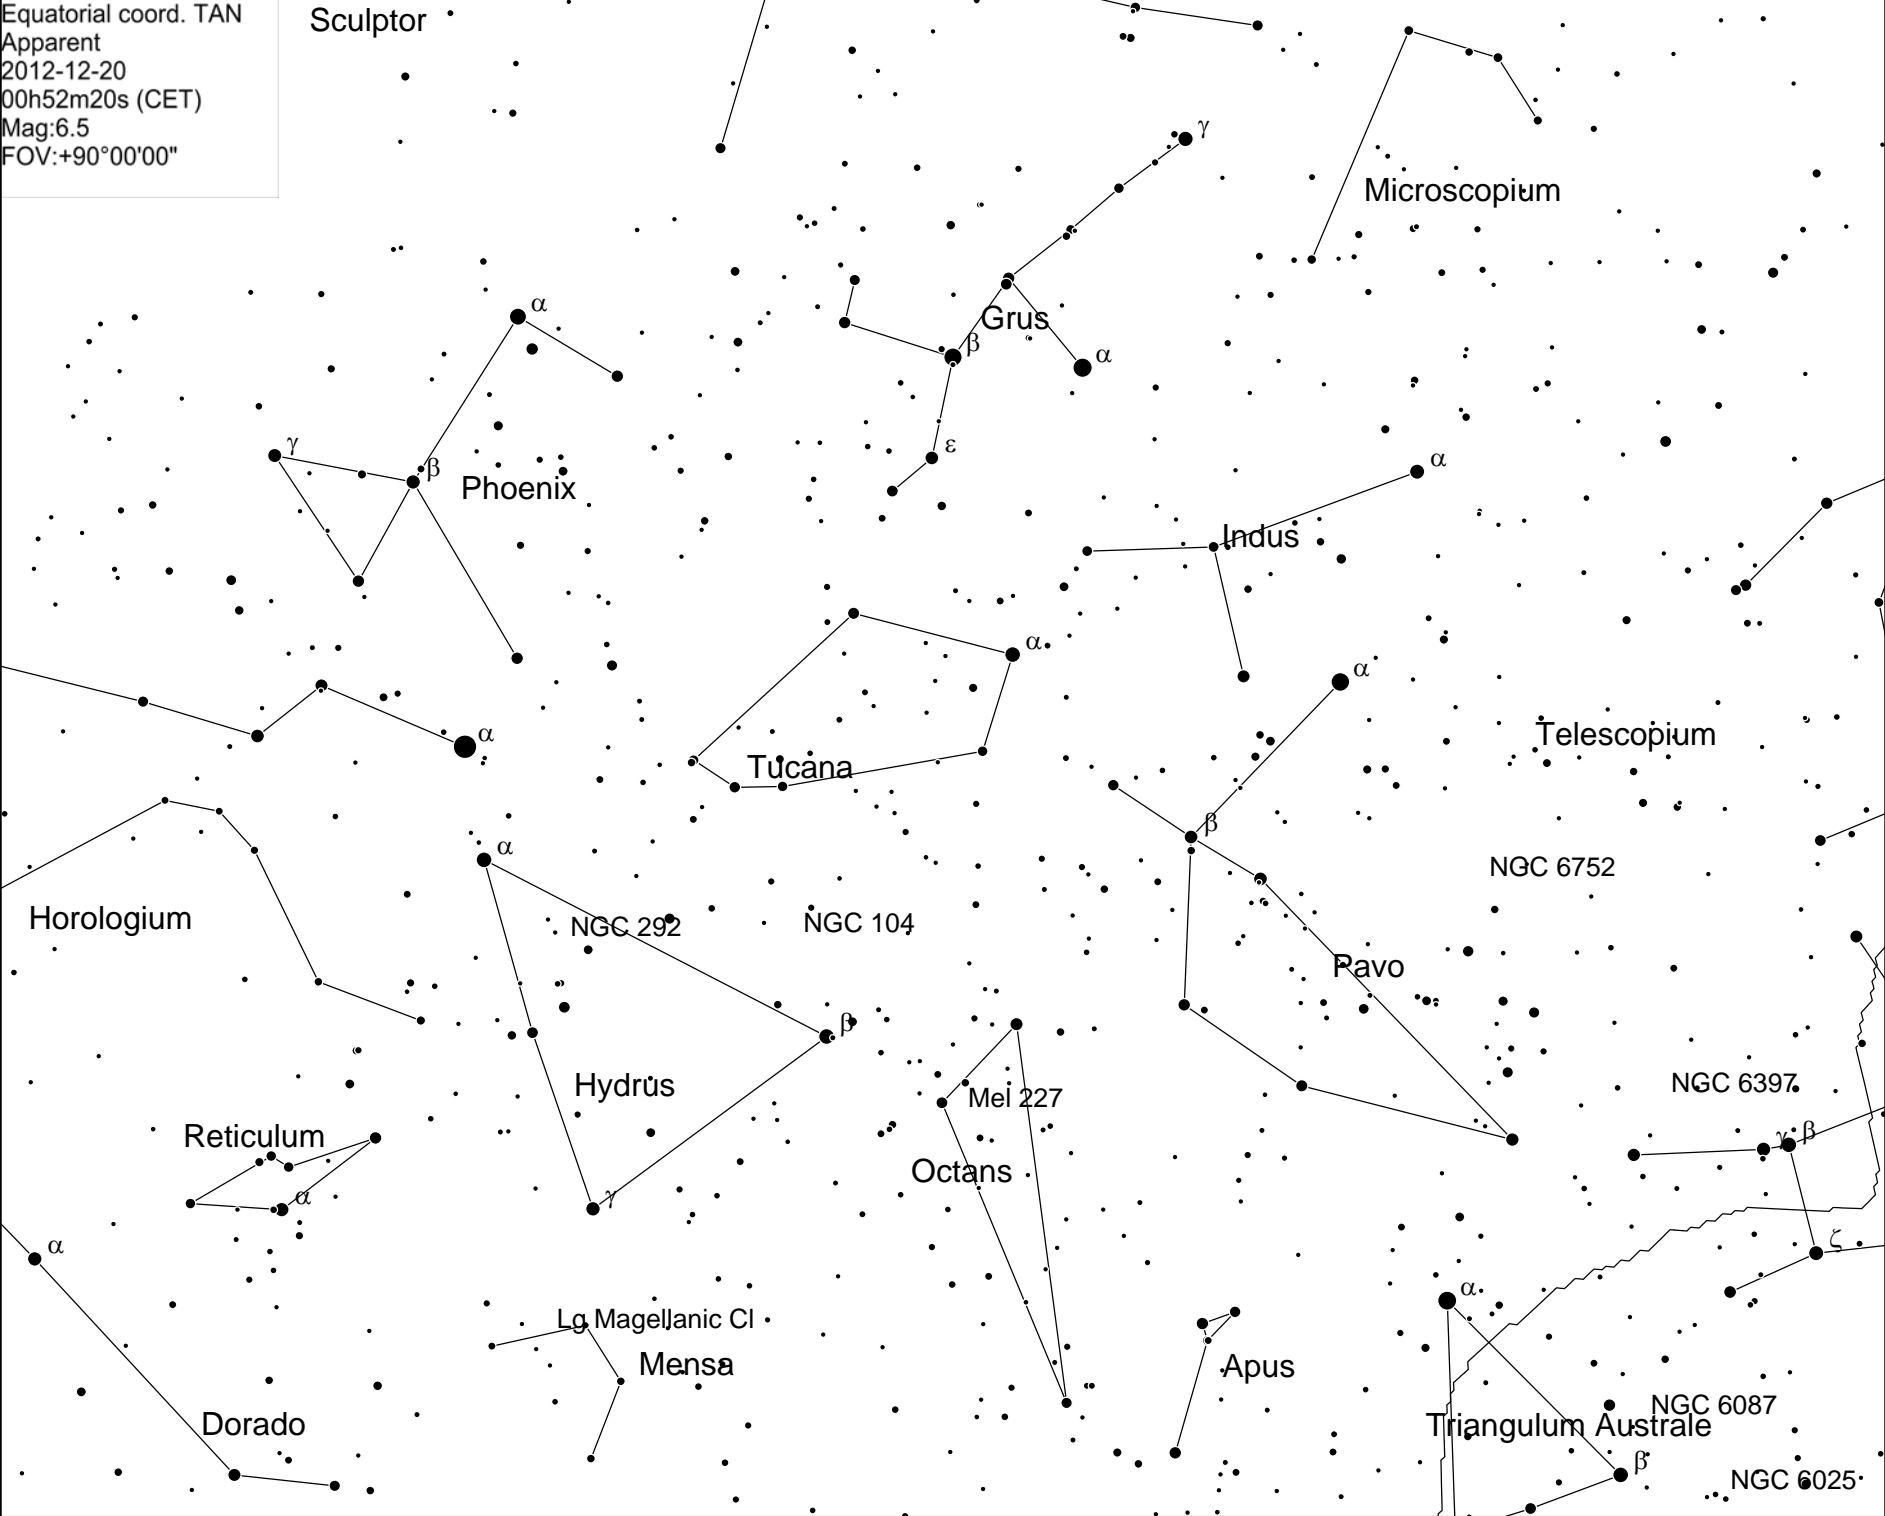 Equatorial coord. TAN
Apparent
2012-12-20
00h52m20s (CET)
Mag:6.5
FOV:+90°00'00"
Sculptor
γ
Microscopium
α
Grus
β
α
γ
β
ε
α
Phoenix
Indus
α
α
α
Telescopium
Tucana
β
α
NGC 6752
Horologium
NGC 292
NGC 104
Pavo
β
Hydrus
Mel 227
NGC 6397
Reticulum
γ
β
Octans
α
γ
α
ζ
α
Lg Magellanic Cl
Mensa
Apus
NGC 6087
Dorado
Triangulum Australe
β
NGC 6025